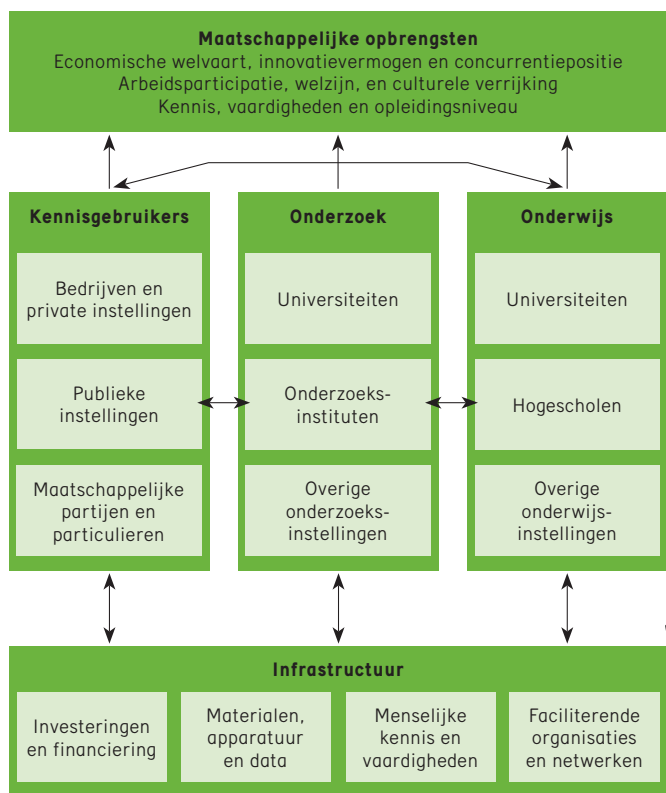 Maatschappelijke opbrengsten
Economische welvaart, innovatievermogen en concurrentiepositie
Arbeidsparticipatie, welzijn, en culturele verrijking
Kennis, vaardigheden en opleidingsniveau
Kennisgebruikers
Bedrijven en
private instellingen
Publieke
instellingen
Maatschappelijke
partijen en
particulieren
Onderzoek
Universiteiten
Onderzoeks-
instituten
Overige
onderzoeks-
instellingen
Onderwijs
Universiteiten
Hogescholen
Overige
onderwijs-
instellingen
Infrastructuur
Investeringen
en financiering
Materialen,
apparatuur
en data
Menselijke
kennis en
vaardigheden
Faciliterende
organisaties
en netwerken